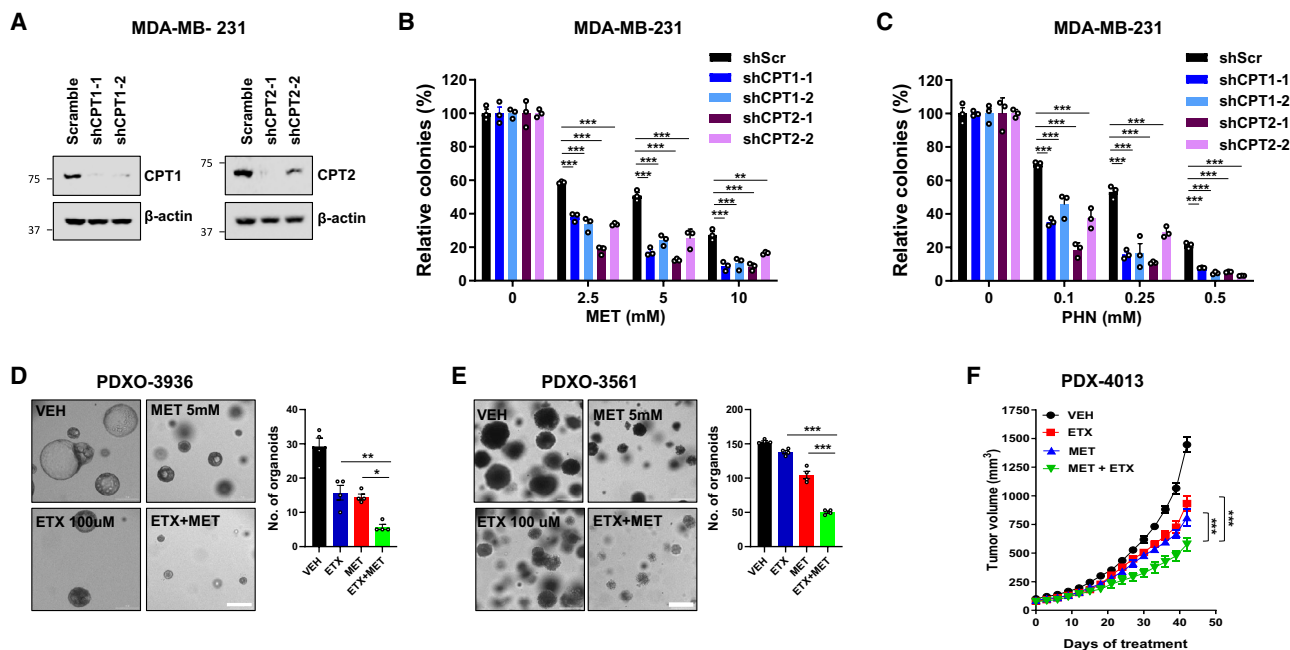 A
MDA-MB- 231
Scramble
shCPT1-1
shCPT1-2
75
CPT1
β-actin
37
Scramble
shCPT2-1
shCPT2-2
75
CPT2
β-actin
37
B
MDA-MB-231
shScr
shCPT1-1
shCPT1-2
shCPT2-1
shCPT2-2
Relative colonies (%)
120
100
80
60
40
20
0
***
***
***
***
***
***
***
***
**
***
***
***
0 2.5 5 10
MET (mM)
C
MDA-MB-231
shScr
shCPT1-1
shCPT1-2
shCPT2-1
shCPT2-2
Relative colonies (%)
120
100
80
60
40
20
0
***
***
***
***
***
***
***
***
***
***
***
***
0 0.1 0.25 0.5
PHN (mM)
D
PDXO-3936
VEH
MET 5mM
ETX 100uM
ETX+MET
No. of organoids
40
30
20
10
0
**
*
VEH
ETX
MET
ETX+MET
E
PDXO-3561
VEH
MET 5mM
ETX 100 uM
ETX+MET
No. of organoids
200
150
100
50
0
***
***
VEH
ETX
MET
ETX+MET
F
PDX-4013
VEH
ETX
MET
MET + ETX
Tumor volume (mm³)
1750
1500
1250
1000
750
500
250
0
***
***
0 10 20 30 40 50
Days of treatment